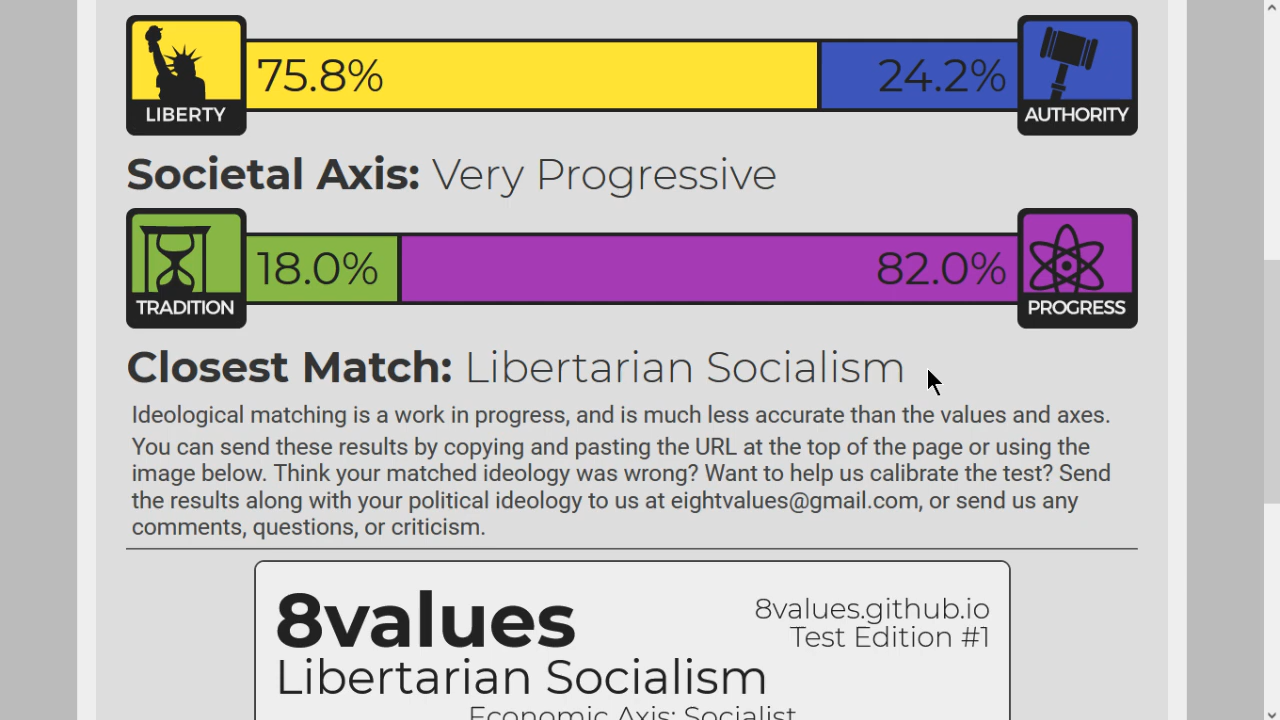 75.8%
24.2%
LIBERTY
AUTHORITY
Societal Axis: Very Progressive
18.0%
82.0%
TRADITION
PROGRESS
Closest Match: Libertarian Socialism
Ideological matching is a work in progress, and is much less accurate than the values and axes.
You can send these results by copying and pasting the URL at the top of the page or using the
image below. Think your matched ideology was wrong? Want to help us calibrate the test? Send
the results along with your political ideology to us at eightvalues@gmail.com, or send us any
comments, questions, or criticism.
8values
8values.github.io
Test Edition #1
Libertarian Socialism
Economic Axis: Socialist